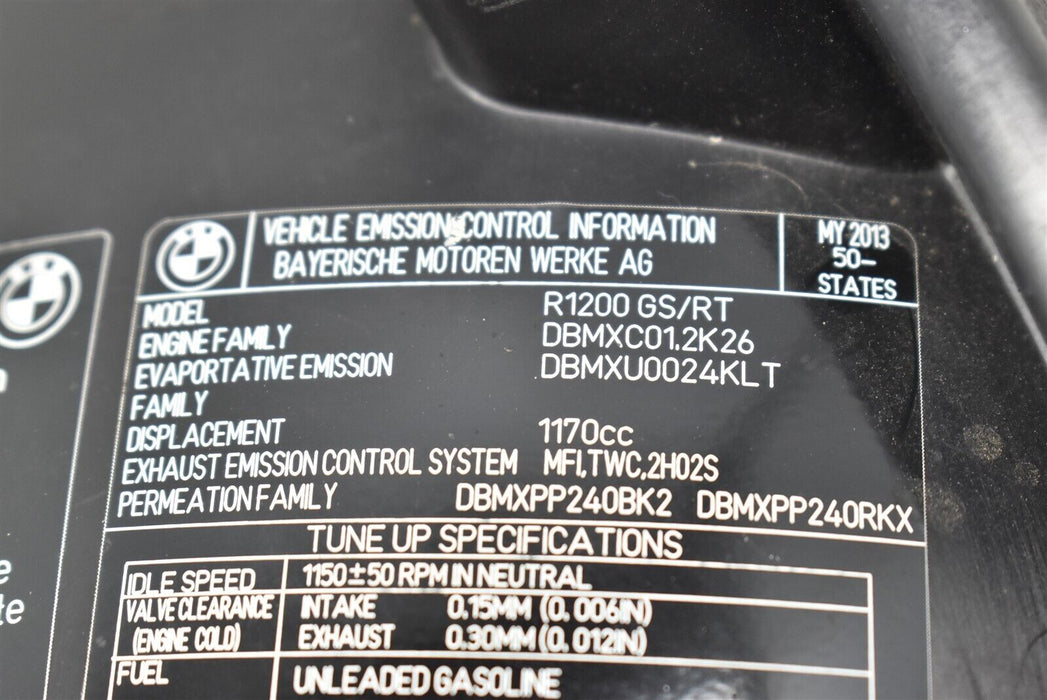 VEHICLE EMISSION CONTROL INFORMATION
BAYERISCHE MOTOREN WERKE AG
MY 2013
50-
STATES
MODEL R1200 GS/RT
ENGINE FAMILY DBMXC01.2K26
EVAPORTATIVE EMISSION DBMXU0024KLT
FAMILY
DISPLACEMENT 1170cc
EXHAUST EMISSION CONTROL SYSTEM MFI,TWC,2HO2S
PERMEATION FAMILY DBMXPP240BK2 DBMXPP240RKX
TUNE UP SPECIFICATIONS
IDLE SPEED 1150±50 RPM IN NEUTRAL
VALVE CLEARANCE INTAKE 0.15MM (0.006IN)
(ENGINE COLD) EXHAUST 0.30MM (0.012IN)
FUEL UNLEADED GASOLINE